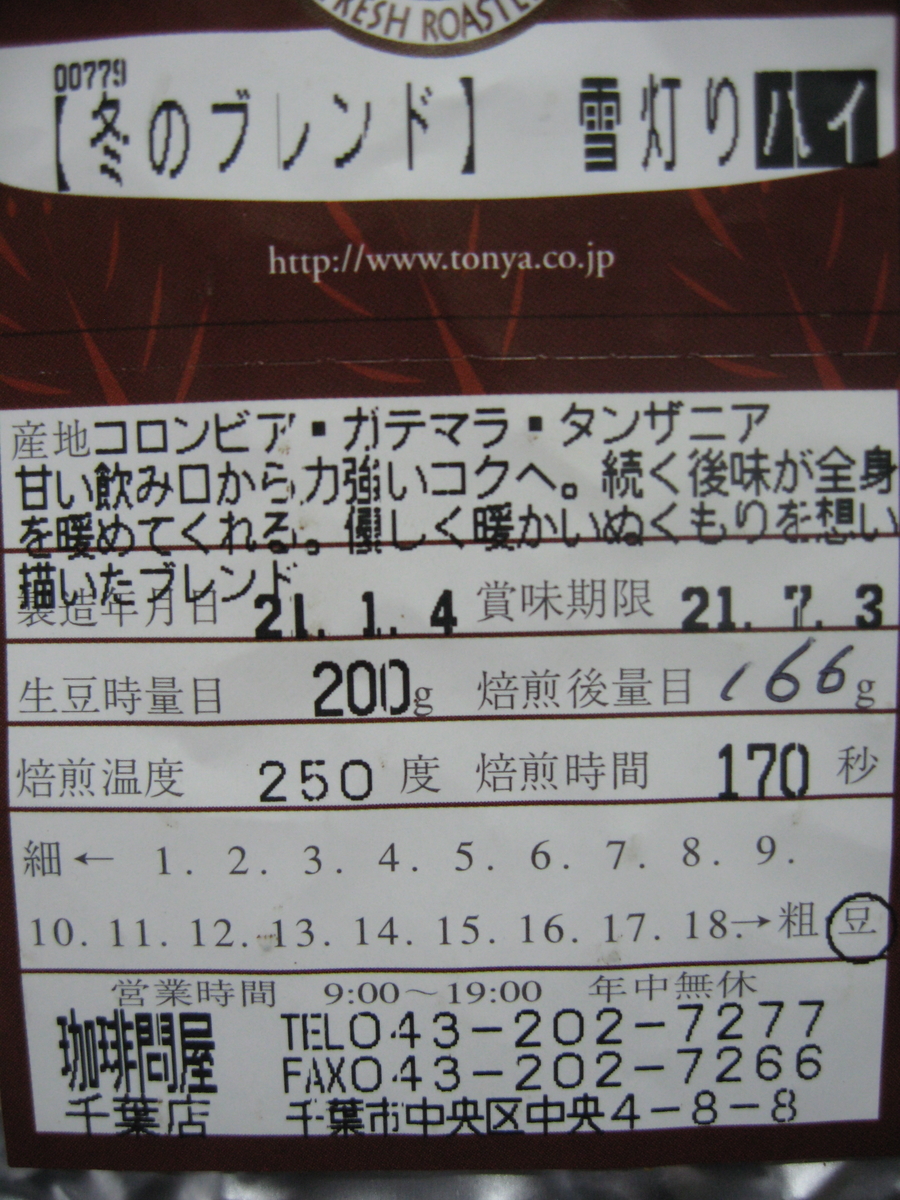 FRESH ROASTE
00779
【冬のブレンド】 雪灯りハイ
http://www.tonya.co.jp
産地コロンビア・ガテマラ・タンザニア
甘い飲み口から力強いコクへ。続く後味が全身
を暖めてくれる。優しく暖かいぬくもりを想い
描いたブレンド
製造年月日 21. 1. 4 賞味期限 21. 7. 3
生豆時量目 200g 焙煎後量目 166g
焙煎温度 250度 焙煎時間 170秒
細← 1. 2. 3. 4. 5. 6. 7. 8. 9.
10. 11. 12. 13. 14. 15. 16. 17. 18.→粗 豆
営業時間 9:00～19:00 年中無休
珈琲問屋 TEL043-202-7277
FAX043-202-7266
千葉店 千葉市中央区中央4-8-8